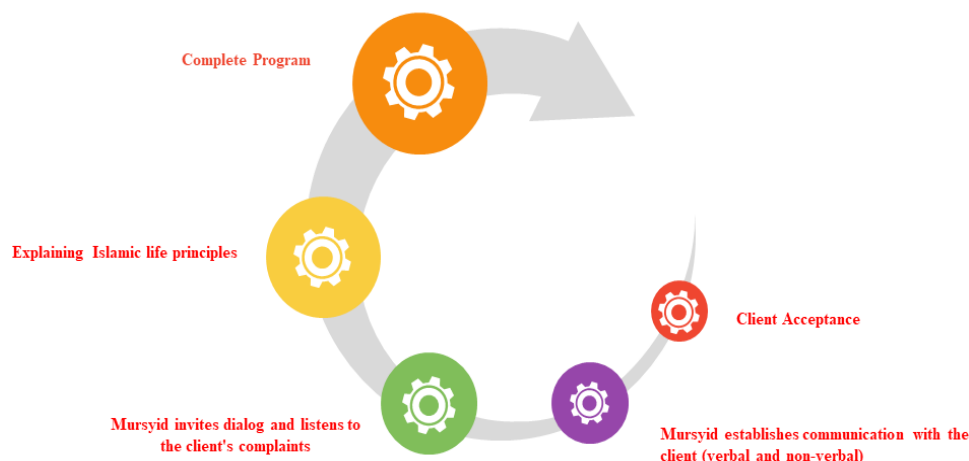 Complete Program
Explaining Islamic life principles
Client Acceptance
Mursyid invites dialog and listens to
the client's complaints
Mursyid establishes communication with the
client (verbal and non-verbal)